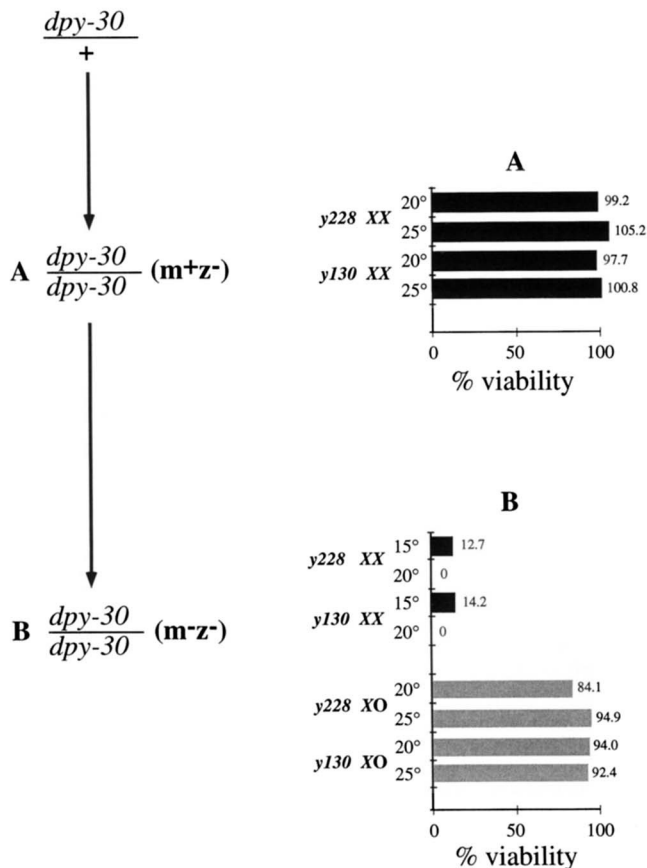 dpy-30
+
A dpy-30 (m+z-)
dpy-30
B dpy-30 (m-z-)
dpy-30
A
y228 XX 20° 99.2
25° 105.2
y130 XX 20° 97.7
25° 100.8
0 50 100
% viability
B
y228 XX 15° 12.7
20° 0
y130 XX 15° 14.2
20° 0
y228 XO 20° 84.1
25° 94.9
y130 XO 20° 94.0
25° 92.4
0 50 100
% viability